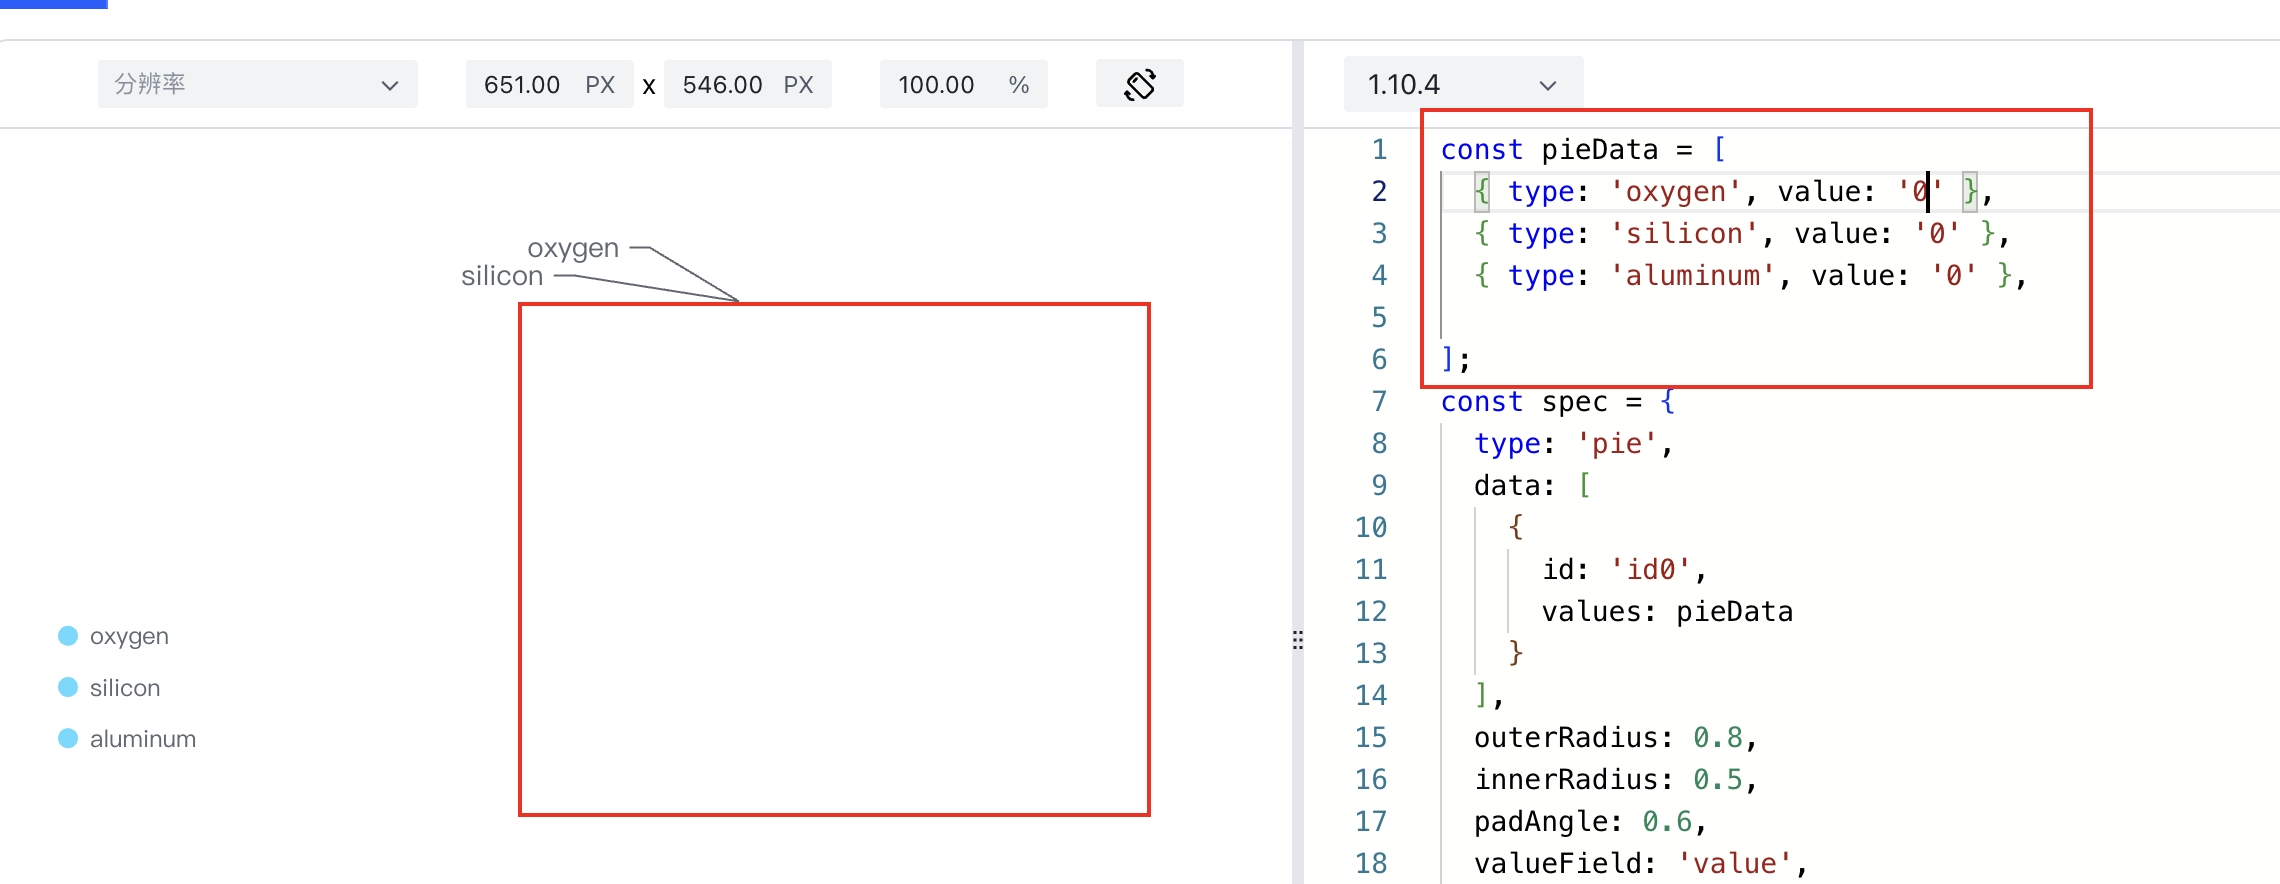 分辨率 651.00 PX x 546.00 PX 100.00 %
oxygen
silicon
oxygen
silicon
aluminum
1.10.4
1 const pieData = [
2 { type: 'oxygen', value: '0' },
3 { type: 'silicon', value: '0' },
4 { type: 'aluminum', value: '0' },
5
6 ];
7 const spec = {
8 type: 'pie',
9 data: [
10 {
11 id: 'id0',
12 values: pieData
13 }
14 ],
15 outerRadius: 0.8,
16 innerRadius: 0.5,
17 padAngle: 0.6,
18 valueField: 'value',